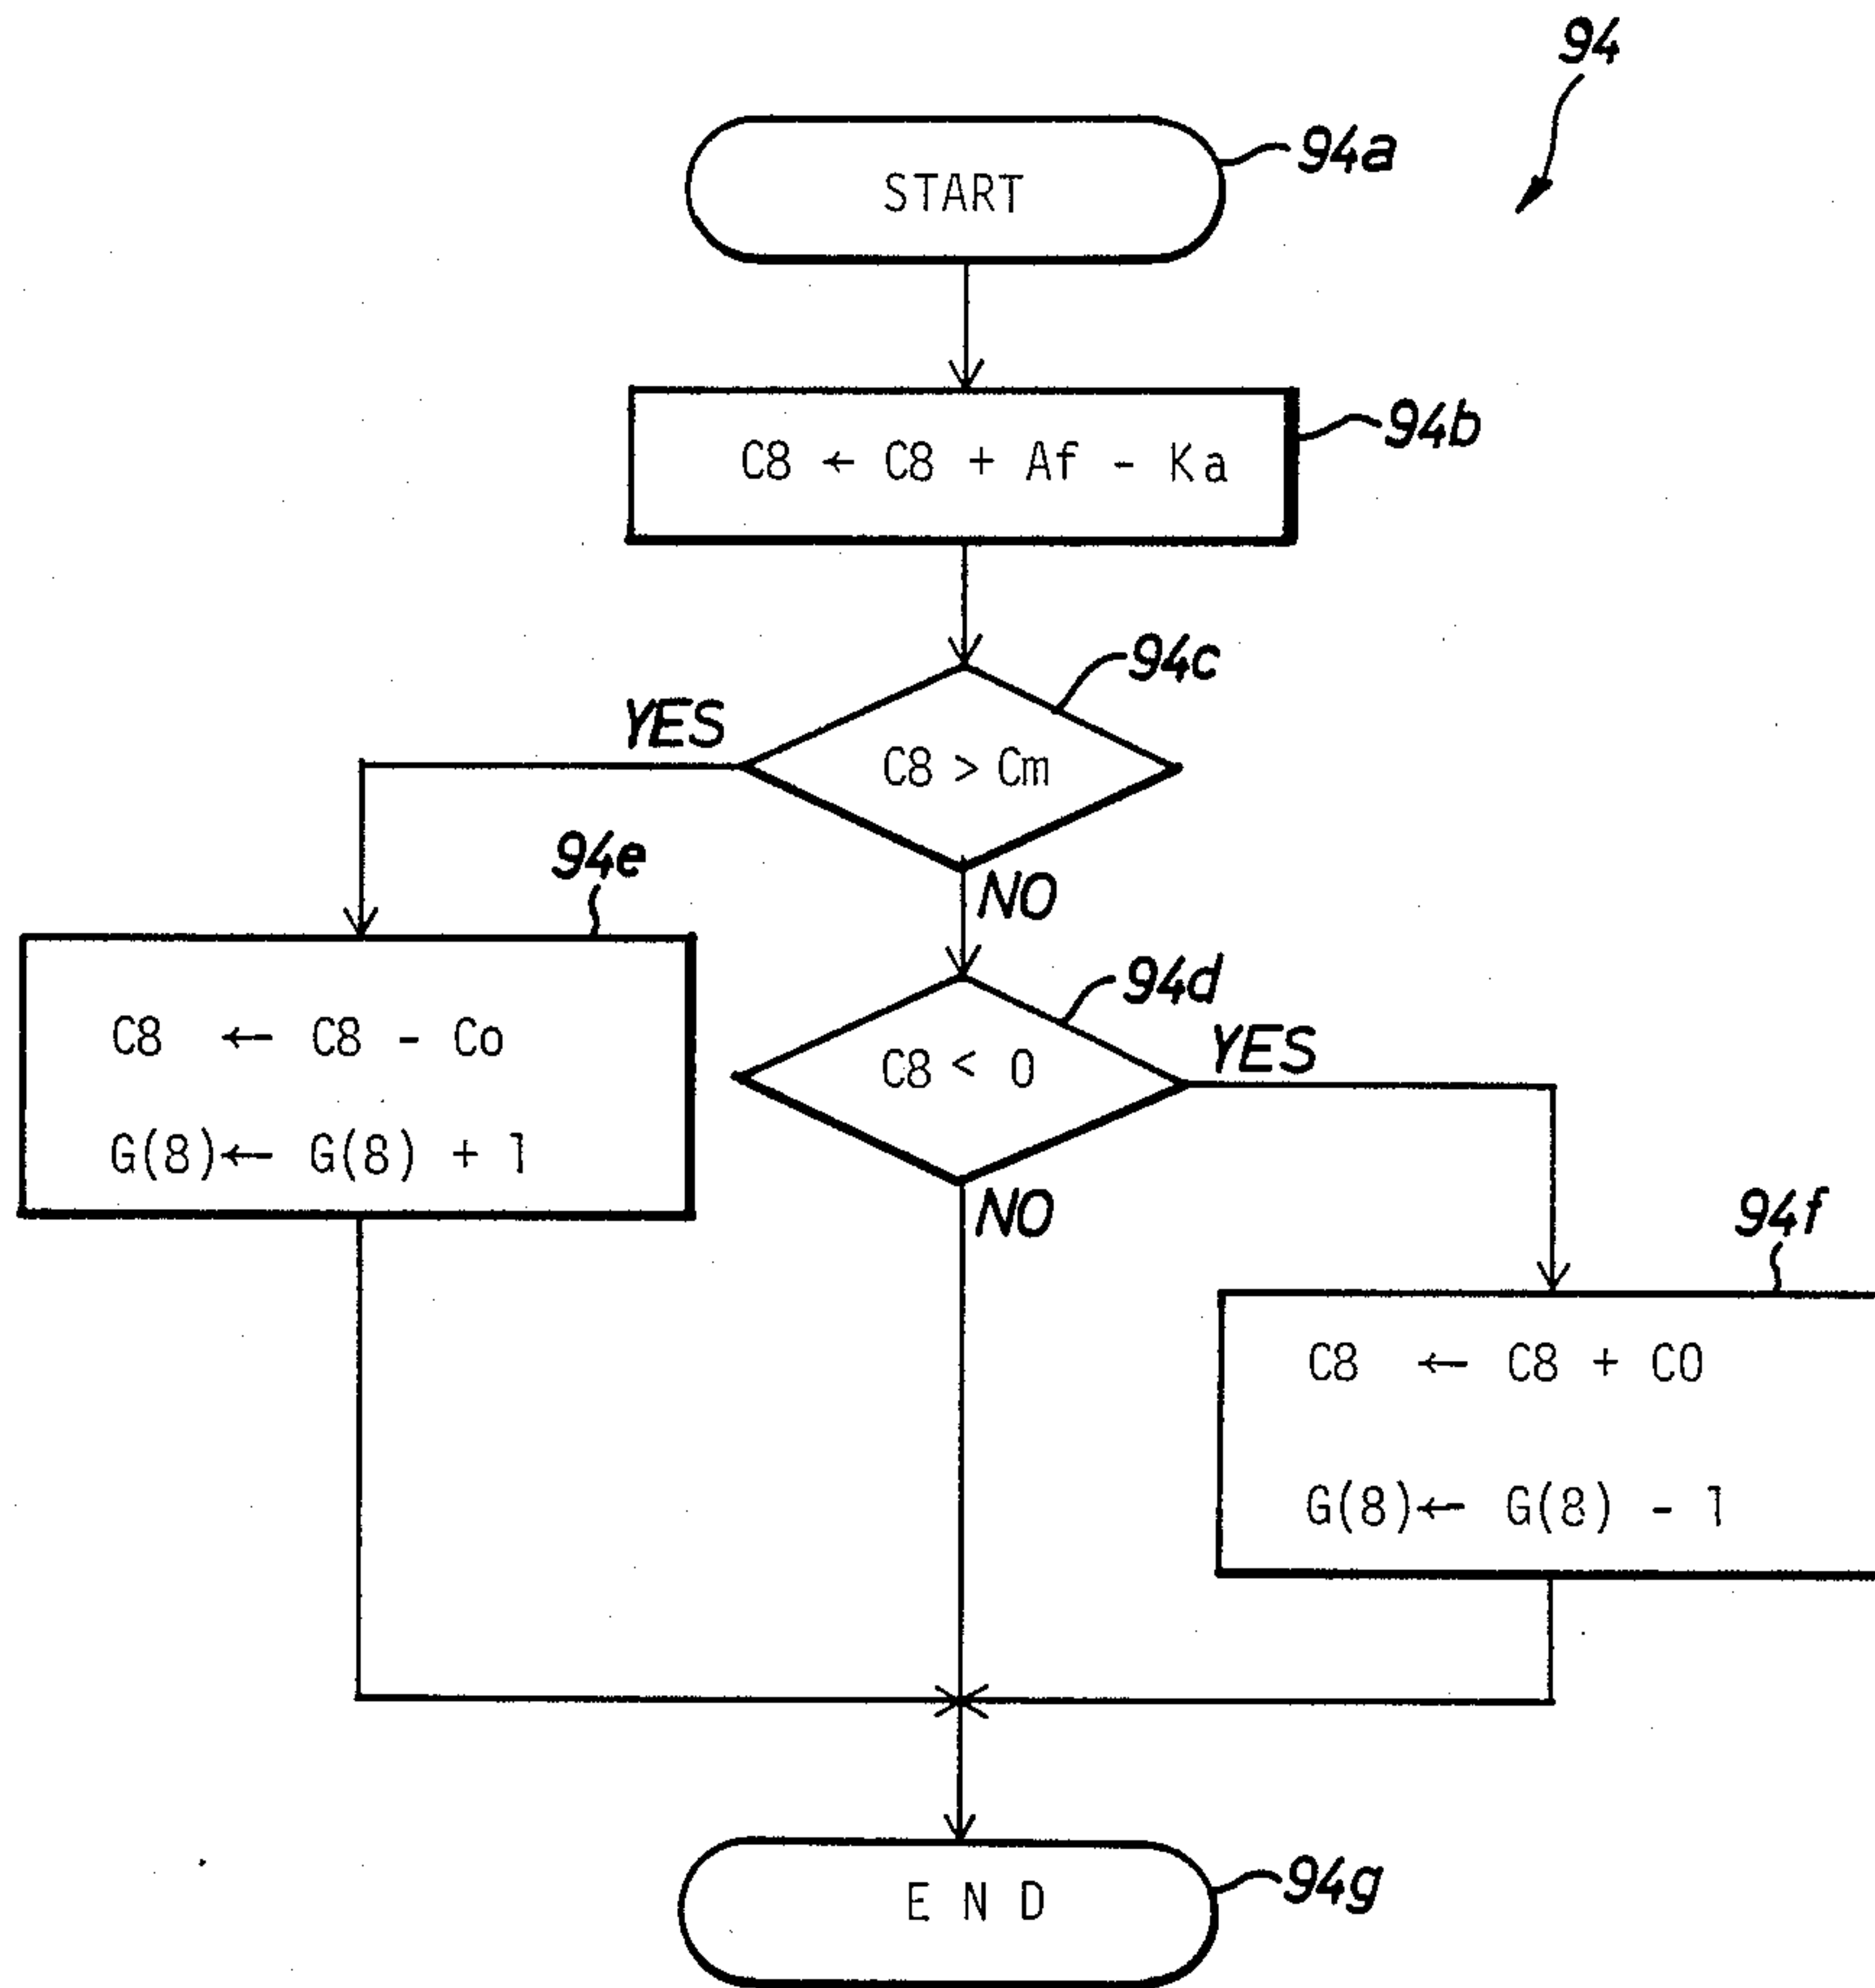 94
START
94a
C8 ← C8 + Af - Ka
94b
94c
YES
C8 > Cm
NO
94e
94d
C8 ← C8 - Co
G(8)← G(8) + 1
C8 < 0
YES
NO
94f
C8 ← C8 + C0
G(8)← G(8) - 1
E N D
94g